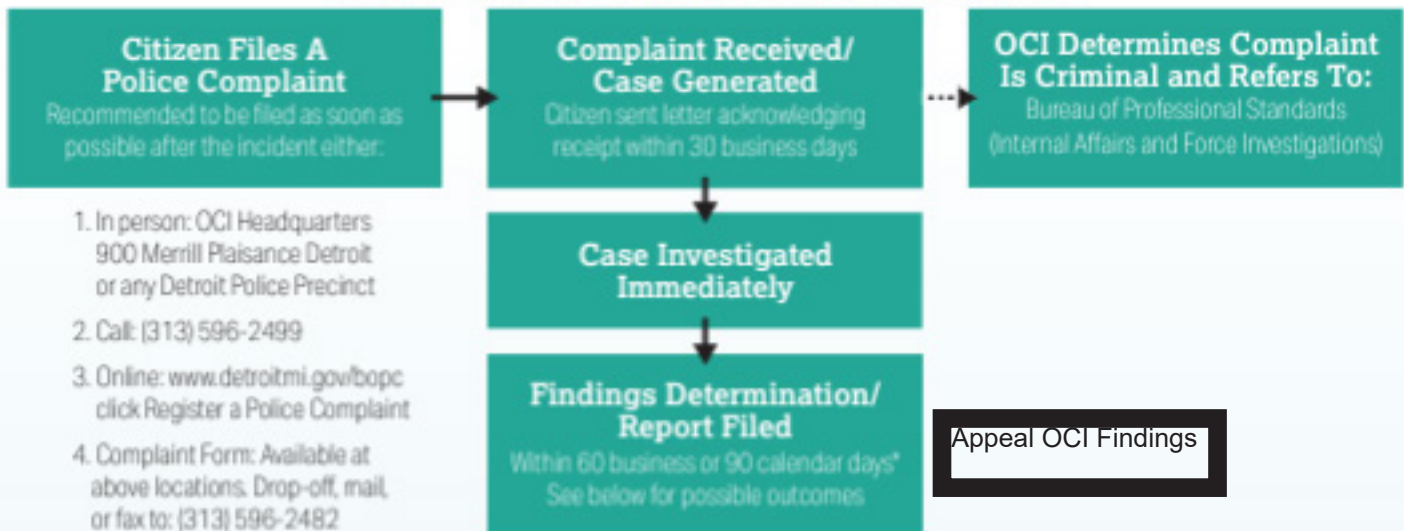 Citizen Files A
Police Complaint
Recommended to be filed as soon as
possible after the incident either:
1. In person: OCI Headquarters
900 Merrill Plaisance Detroit
or any Detroit Police Precinct
2. Call: (313) 596-2499
3. Online: www.detroitmi.gov/bopc
click Register a Police Complaint
4. Complaint Form: Available at
above locations. Drop-off, mail,
or fax to: (313) 596-2482
Complaint Received/
Case Generated
Citizen sent letter acknowledging
receipt within 30 business days
OCI Determines Complaint
Is Criminal and Refers To:
Bureau of Professional Standards
(Internal Affairs and Force Investigations)
Case Investigated
Immediately
Findings Determination/
Report Filed
Within 60 business or 90 calendar days*
See below for possible outcomes
Appeal OCI Findings